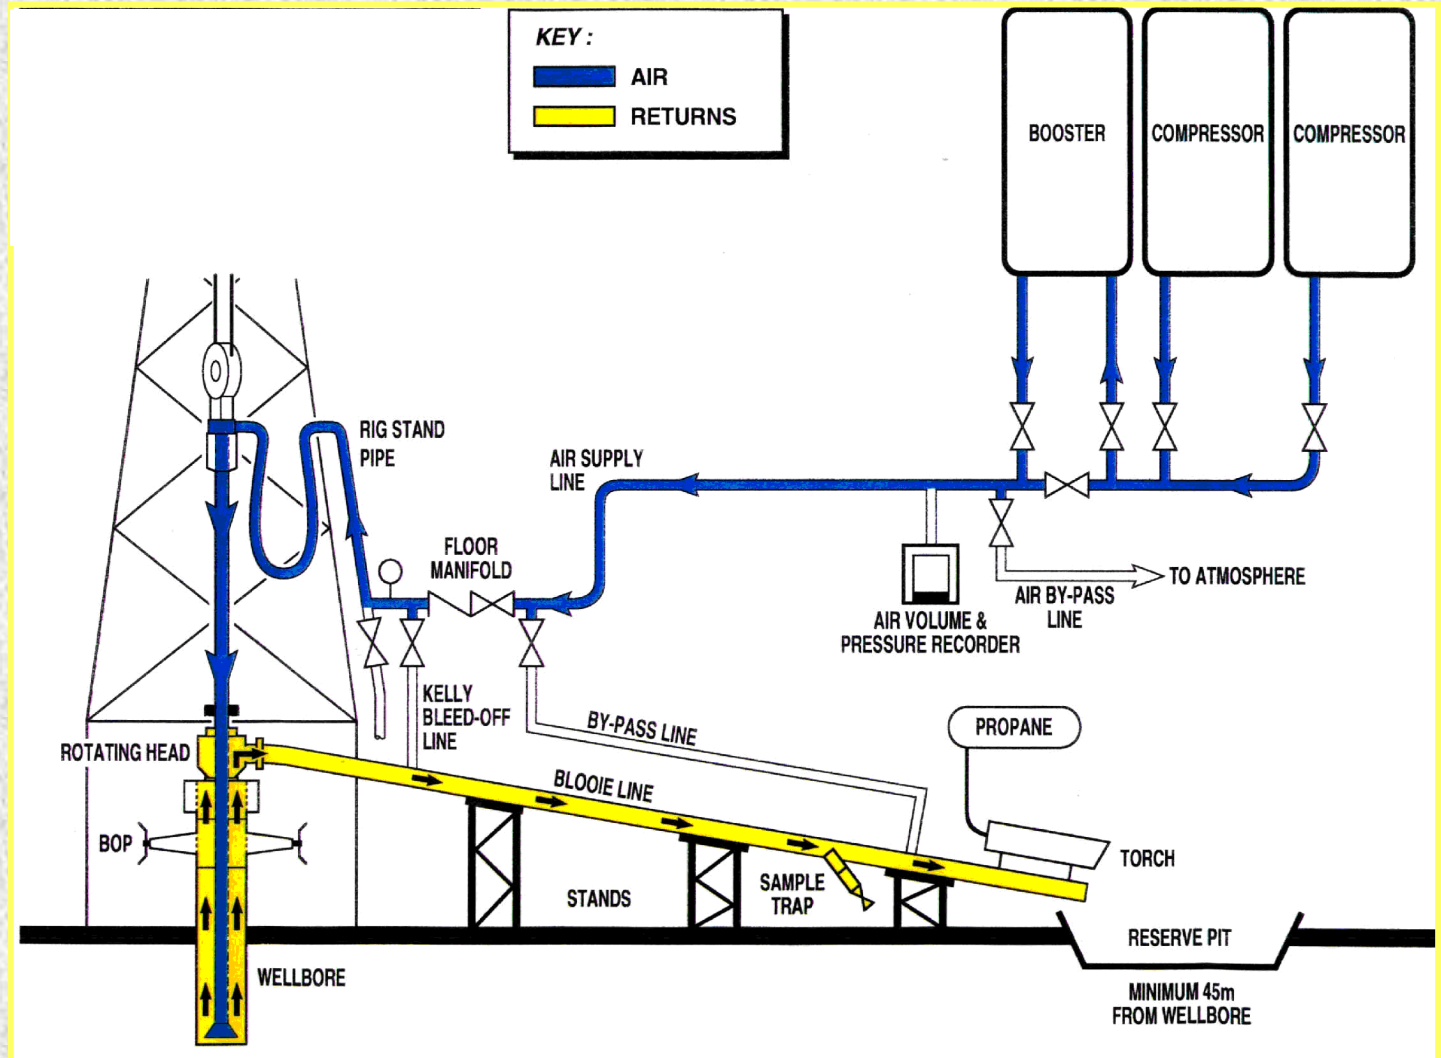 KEY :
AIR
RETURNS
BOOSTER
COMPRESSOR
COMPRESSOR
RIG STAND
PIPE
AIR SUPPLY
LINE
FLOOR
MANIFOLD
TO ATMOSPHERE
AIR BY-PASS
LINE
AIR VOLUME &
PRESSURE RECORDER
KELLY
BLEED-OFF
LINE
BY-PASS LINE
PROPANE
ROTATING HEAD
BLOOIE LINE
BOP
TORCH
STANDS
SAMPLE
TRAP
RESERVE PIT
WELLBORE
MINIMUM 45m
FROM WELLBORE